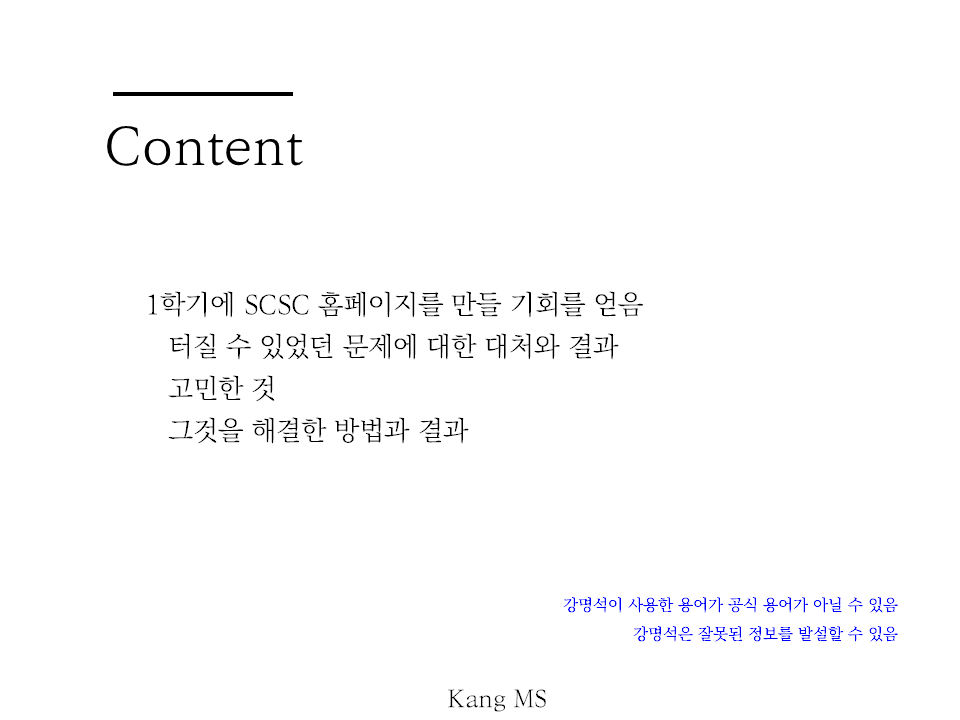 Content
1학기에 SCSC 홈페이지를 만들 기회를 얻음
터질 수 있었던 문제에 대한 대처와 결과
고민한 것
그것을 해결한 방법과 결과
강명석이 사용한 용어가 공식 용어가 아닐 수 있음
강명석은 잘못된 정보를 발설할 수 있음
Kang MS